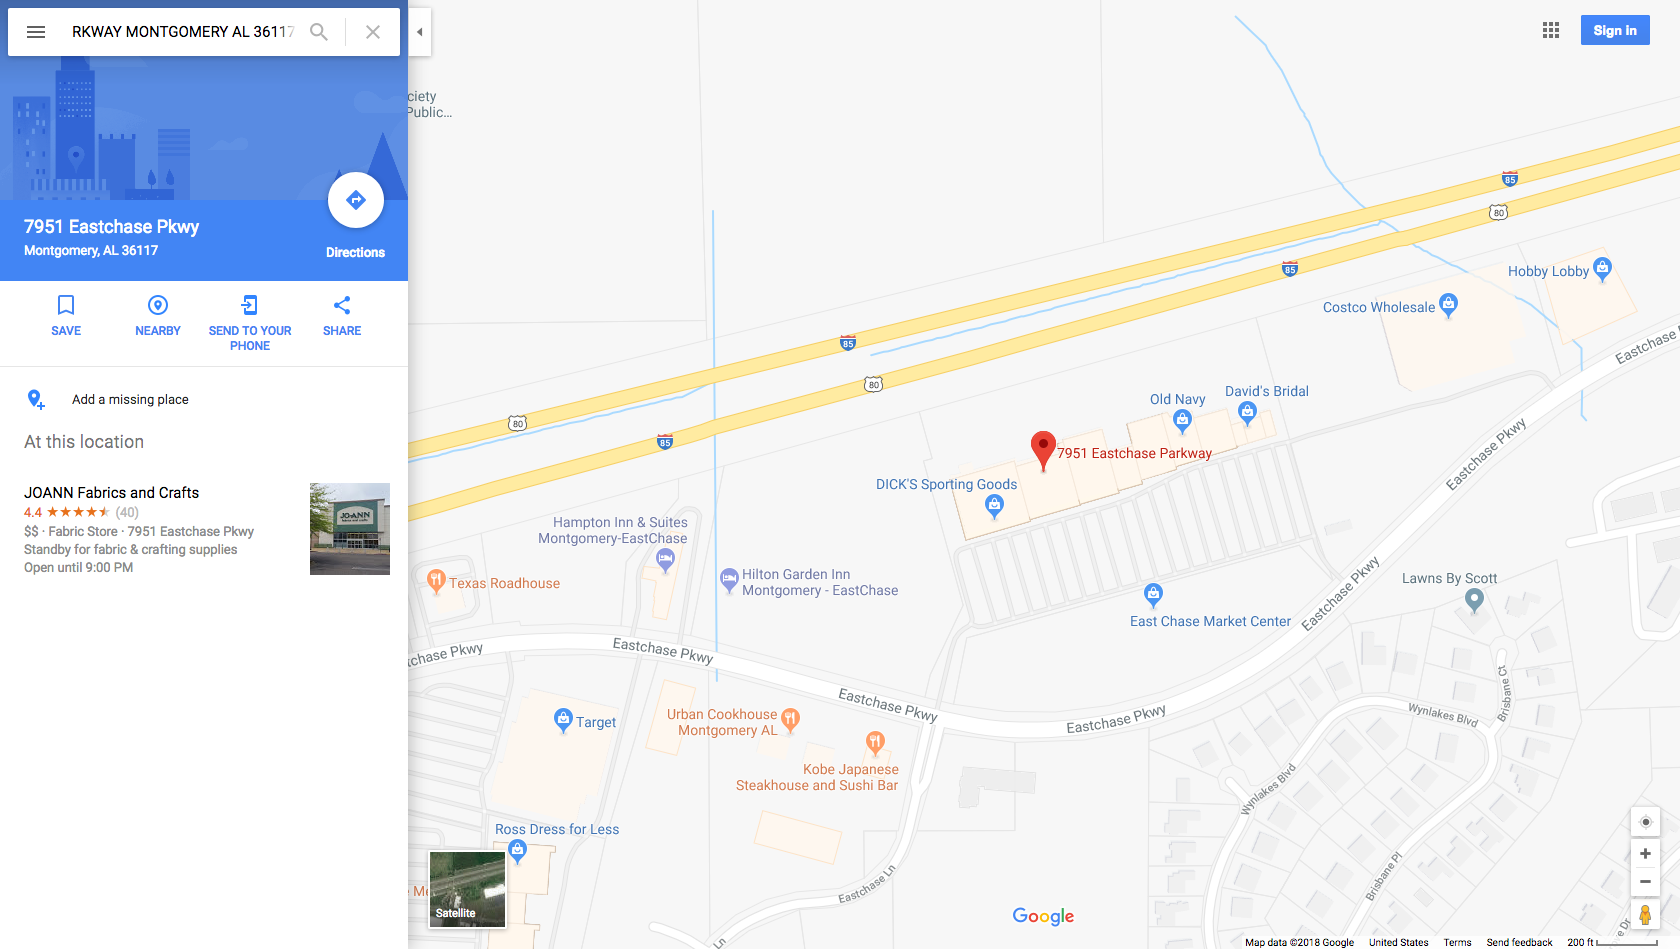 RKWAY MONTGOMERY AL 36117
7951 Eastchase Pkwy
Montgomery, AL 36117
Directions
SAVE
NEARBY
SEND TO YOUR
PHONE
SHARE
Add a missing place
At this location
JOANN Fabrics and Crafts
4.4 ★★★★★ (40)
$$ · Fabric Store · 7951 Eastchase Pkwy
Standby for fabric & crafting supplies
Open until 9:00 PM
JO-ANN
Sign in
ciety
Public...
85
80
85
Hobby Lobby
Costco Wholesale
85
80
Eastchase P
David's Bridal
Old Navy
80
85
7951 Eastchase Parkway
Eastchase Pkwy
DICK'S Sporting Goods
Hampton Inn & Suites
Montgomery-EastChase
Texas Roadhouse
Hilton Garden Inn
Montgomery - EastChase
Eastchase Pkwy
Lawns By Scott
East Chase Market Center
chase Pkwy
Eastchase Pkwy
Eastchase Pkwy
Eastchase Pkwy
Brisbane Ct
Wynlakes Blvd
Target
Urban Cookhouse
Montgomery AL
Kobe Japanese
Steakhouse and Sushi Bar
Wynlakes Blvd
Ross Dress for Less
Brisbane Pl
Eastchase Ln
e Mo
Satellite
Google
Ln
e Dr
Map data ©2018 Google
United States
Terms
Send feedback
200 ft